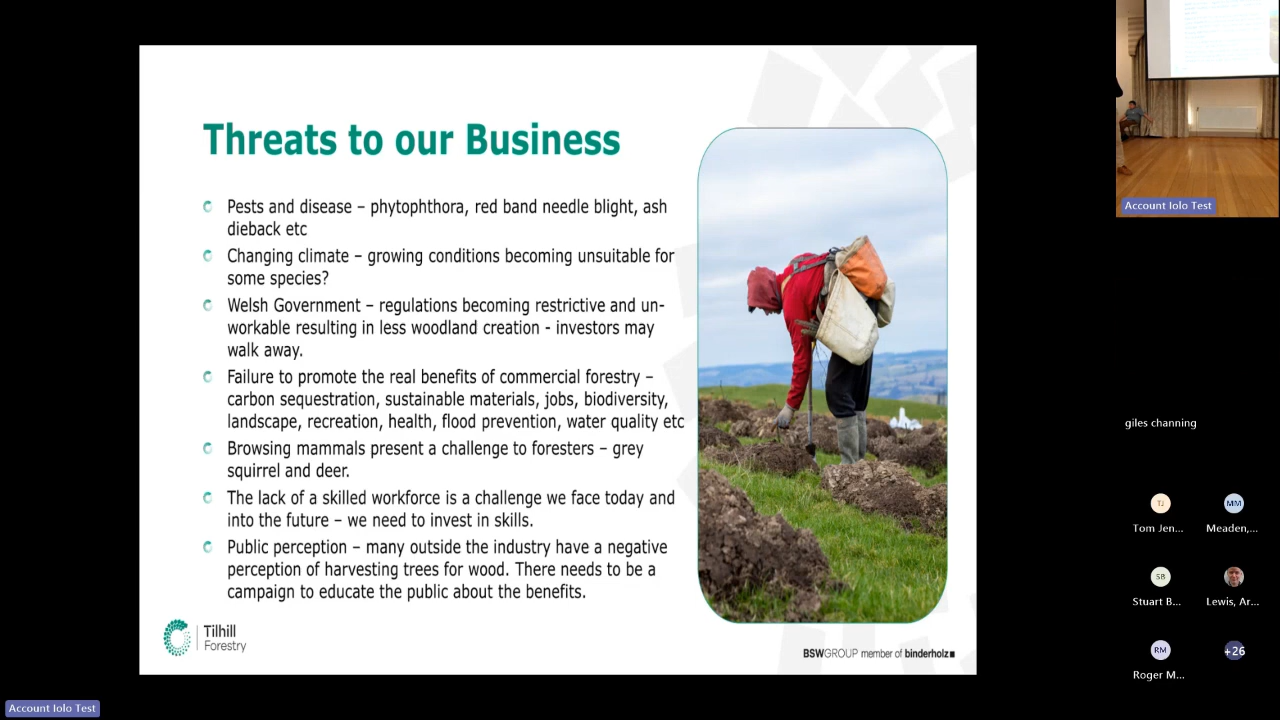 Threats to our Business
Pests and disease – phytophthora, red band needle blight, ash
dieback etc
Changing climate – growing conditions becoming unsuitable for
some species?
Welsh Government – regulations becoming restrictive and un-
workable resulting in less woodland creation - investors may
walk away.
Failure to promote the real benefits of commercial forestry –
carbon sequestration, sustainable materials, jobs, biodiversity,
landscape, recreation, health, flood prevention, water quality etc
Browsing mammals present a challenge to foresters – grey
squirrel and deer.
The lack of a skilled workforce is a challenge we face today and
into the future – we need to invest in skills.
Public perception – many outside the industry have a negative
perception of harvesting trees for wood. There needs to be a
campaign to educate the public about the benefits.
Tilhill
Forestry
BSWGROUP member of binderholz
Account Iolo Test
Account Iolo Test
giles channing
TJ
Tom Jen...
MM
Meaden,...
SB
Stuart B...
Lewis, Ar...
RM
Roger M...
+26